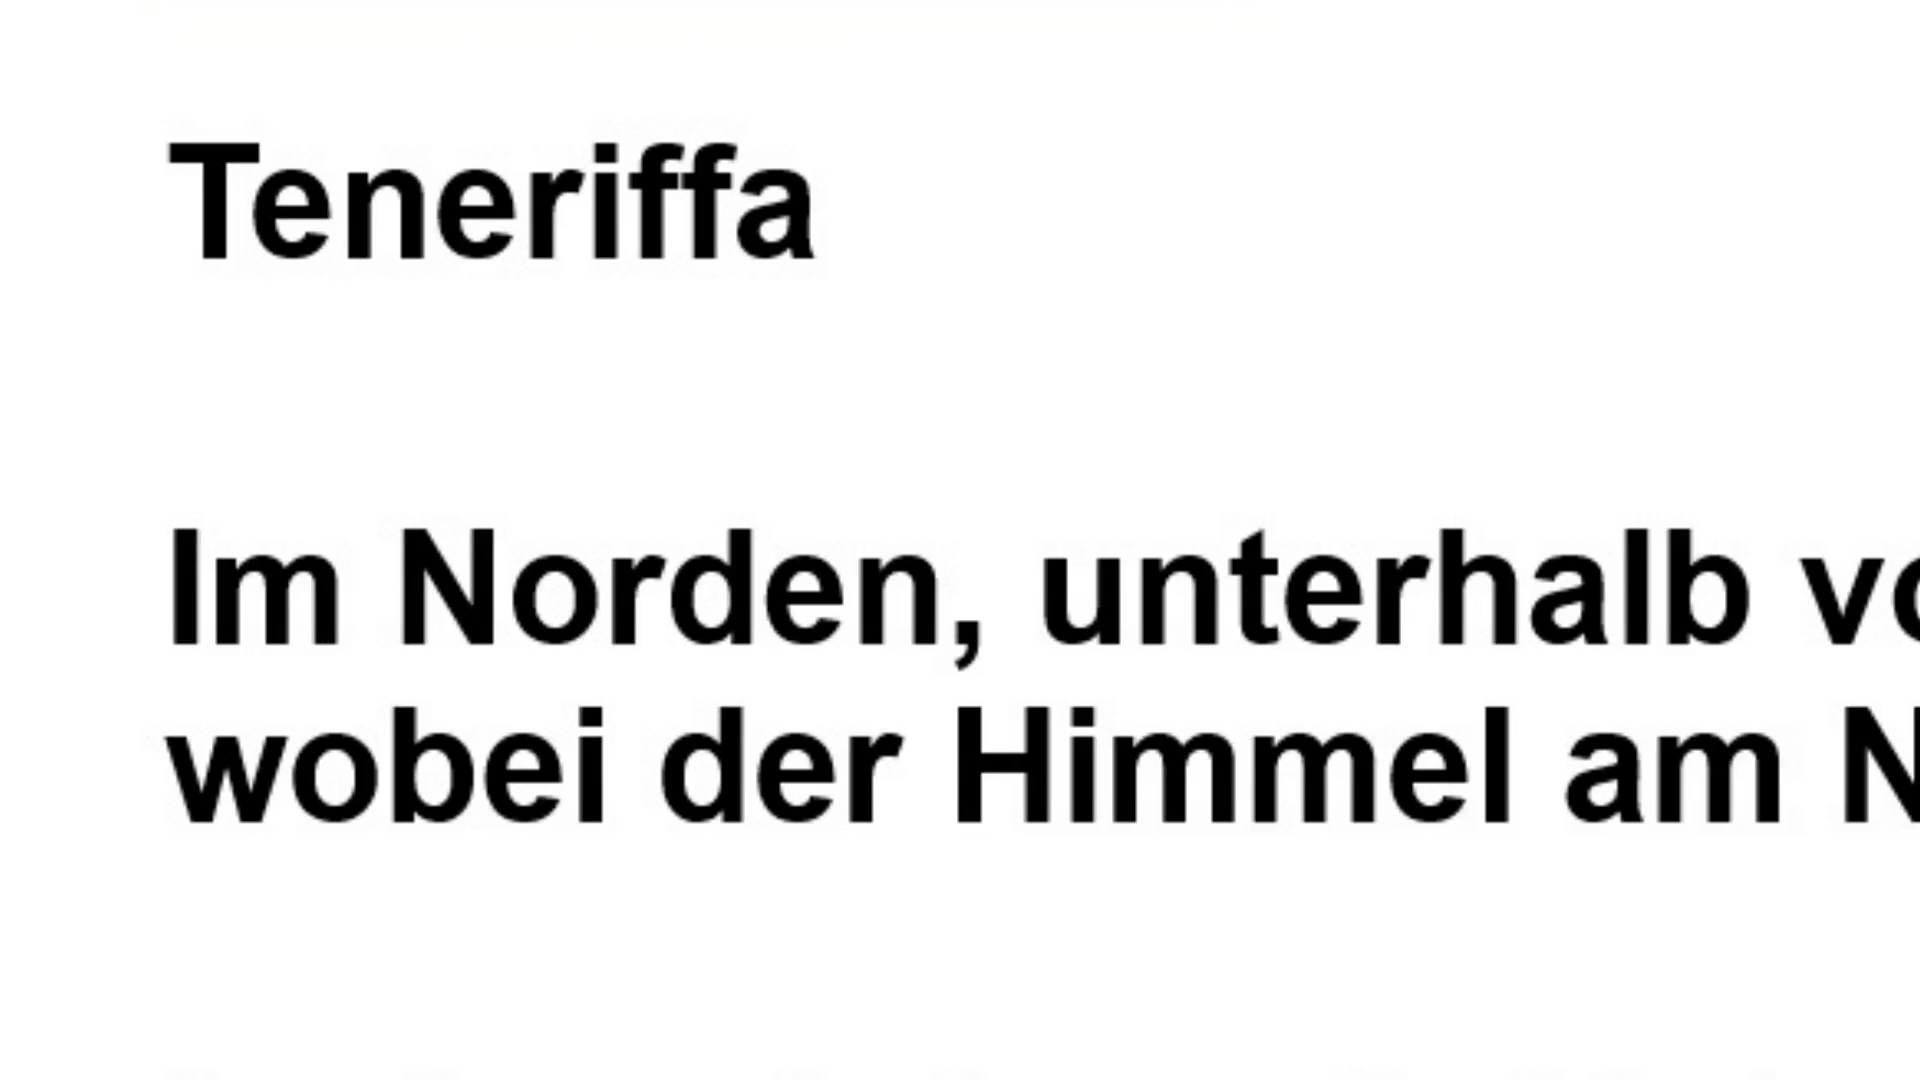 Teneriffa
Im Norden, unterhalb
wobei der Himmel am